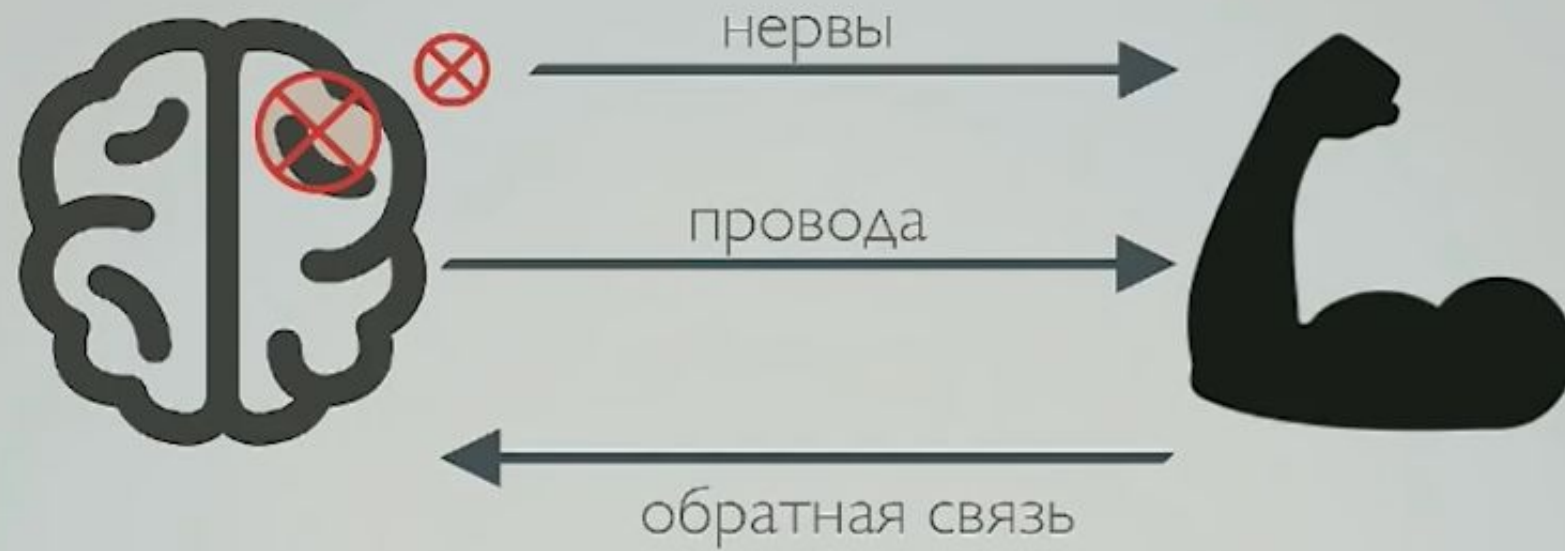 нервы
провода
обратная связь